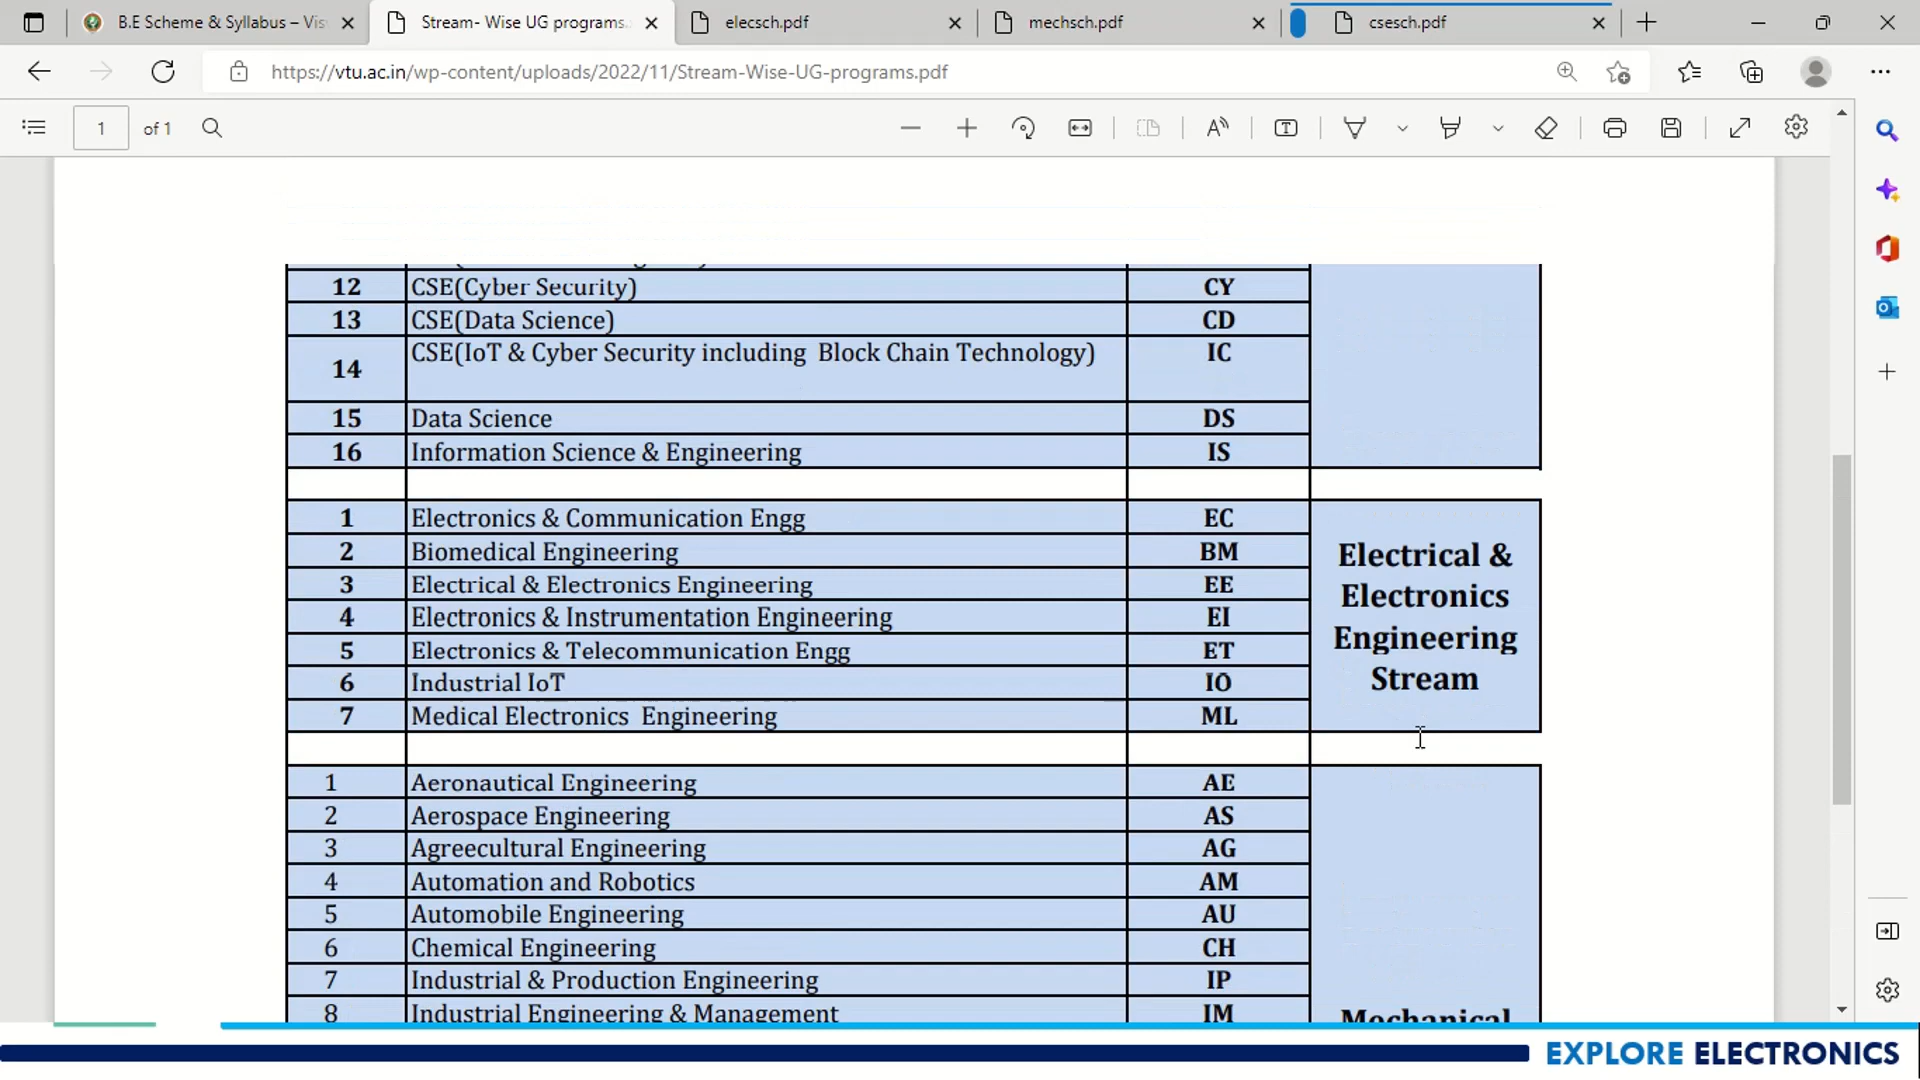 B.E Scheme & Syllabus – Vis
Stream- Wise UG programs.
elecsch.pdf
mechsch.pdf
csesch.pdf
https://vtu.ac.in/wp-content/uploads/2022/11/Stream-Wise-UG-programs.pdf
1 of 1
12 CSE(Cyber Security) CY
13 CSE(Data Science) CD
14 CSE(IoT & Cyber Security including Block Chain Technology) IC
15 Data Science DS
16 Information Science & Engineering IS
1 Electronics & Communication Engg EC
2 Biomedical Engineering BM
3 Electrical & Electronics Engineering EE
4 Electronics & Instrumentation Engineering EI
5 Electronics & Telecommunication Engg ET
6 Industrial IoT IO
7 Medical Electronics Engineering ML
Electrical &
Electronics
Engineering
Stream
1 Aeronautical Engineering AE
2 Aerospace Engineering AS
3 Agreecultural Engineering AG
4 Automation and Robotics AM
5 Automobile Engineering AU
6 Chemical Engineering CH
7 Industrial & Production Engineering IP
8 Industrial Engineering & Management IM
Mechanical
EXPLORE ELECTRONICS